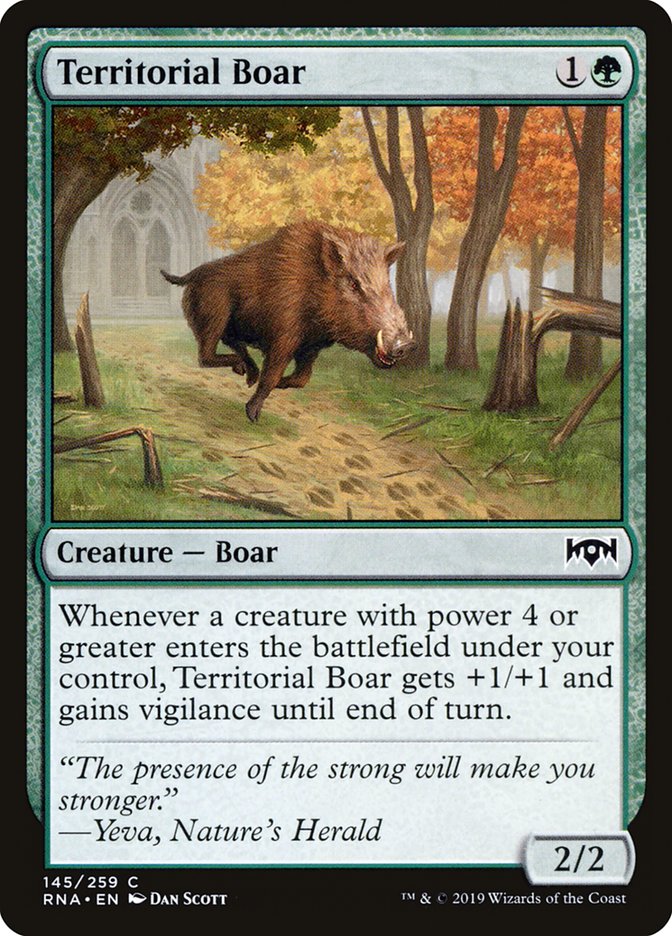 Territorial Boar
1
DAN SCOTT
Creature — Boar
Whenever a creature with power 4 or
greater enters the battlefield under your
control, Territorial Boar gets +1/+1 and
gains vigilance until end of turn.
“The presence of the strong will make you
stronger.”
—Yeva, Nature’s Herald
2/2
145/259 C
RNA • EN DAN SCOTT
™ & © 2019 Wizards of the Coast